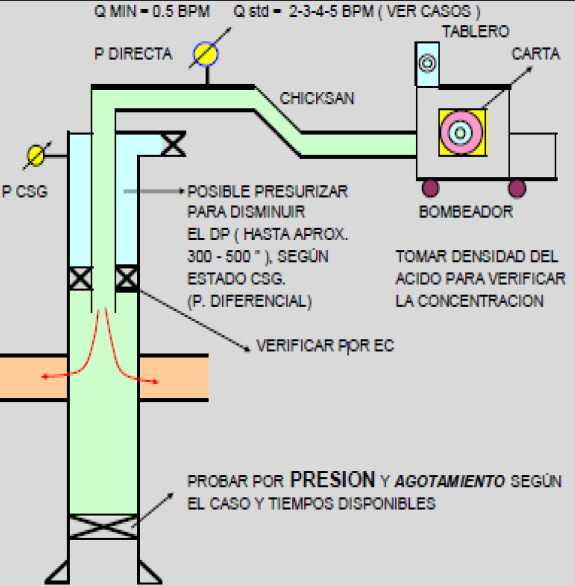 Q MIN = 0.5 BPM Q std = 2-3-4-5 BPM ( VER CASOS )
TABLERO
P DIRECTA
CARTA
CHICKSAN
P CSG
POSIBLE PRESURIZAR
PARA DISMINUIR
EL DP ( HASTA APROX.
300 - 500 " ), SEGÚN
ESTADO CSG.
(P. DIFERENCIAL)
BOMBEADOR
TOMAR DENSIDAD DEL
ACIDO PARA VERIFICAR
LA CONCENTRACION
VERIFICAR POR EC
PROBAR POR PRESION Y AGOTAMIENTO SEGÚN
EL CASO Y TIEMPOS DISPONIBLES